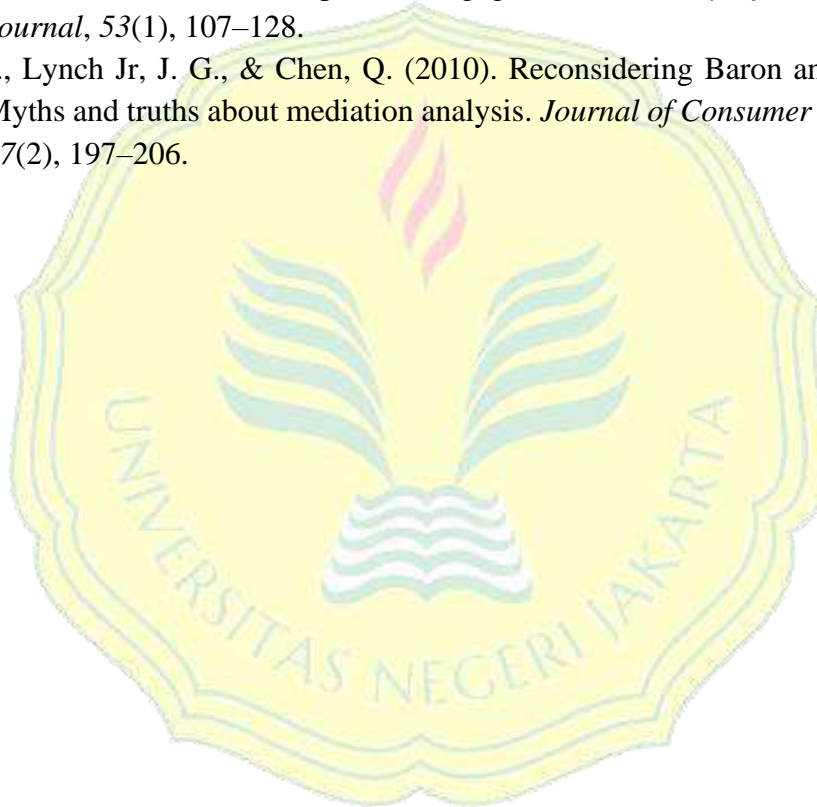 ournal, 53(1), 107–128.
., Lynch Jr, J. G., & Chen, Q. (2010). Reconsidering Baron an
Myths and truths about mediation analysis. Journal of Consumer
7(2), 197–206.
UNIVERSITAS NEGERI JAKARTA